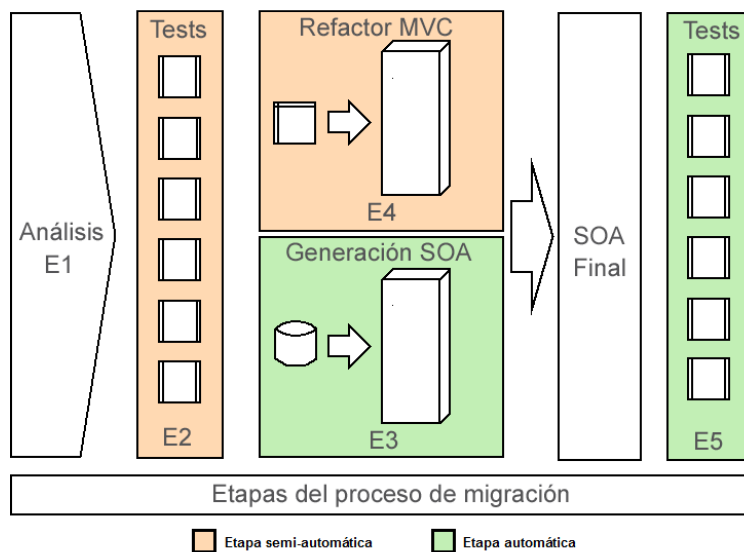 Análisis
E1
Tests
E2
Refactor MVC
E4
Generación SOA
E3
SOA
Final
Tests
E5
Etapas del proceso de migración
Etapa semi-automática
Etapa automática